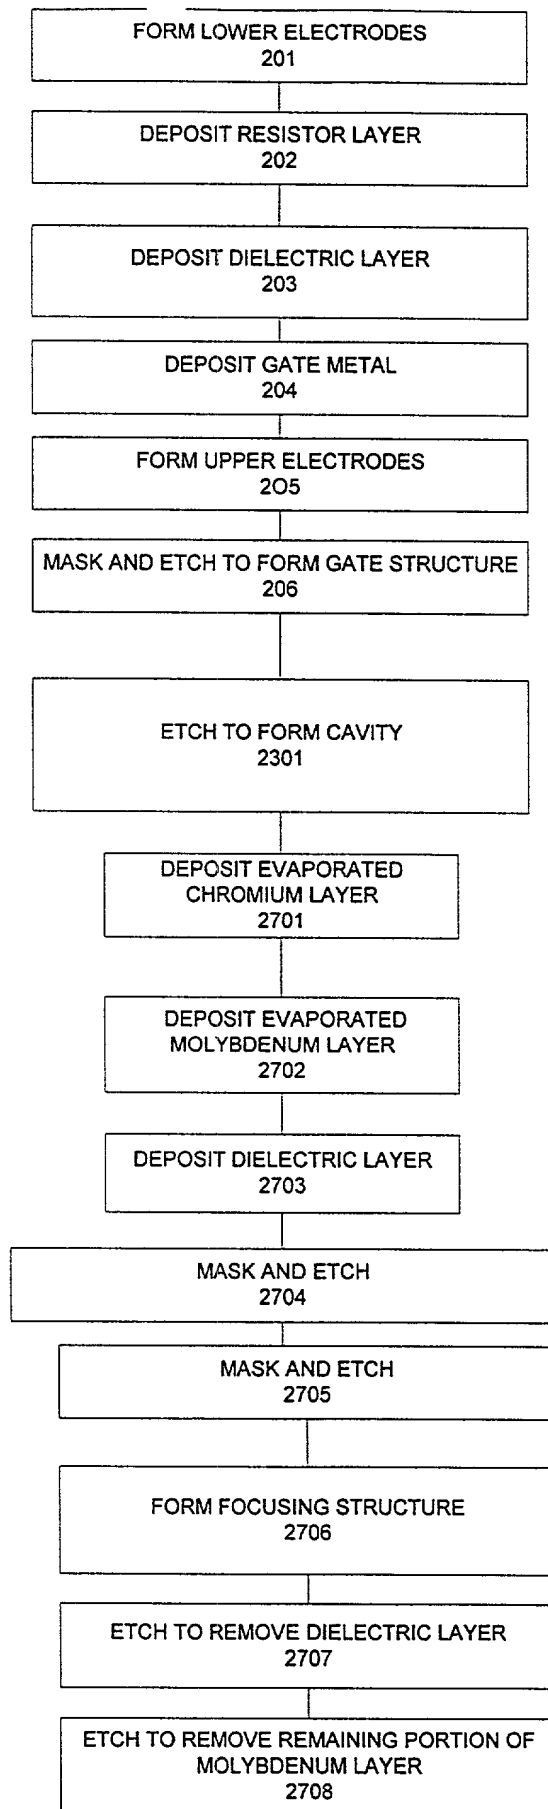 FORM LOWER ELECTRODES
201
DEPOSIT RESISTOR LAYER
202
DEPOSIT DIELECTRIC LAYER
203
DEPOSIT GATE METAL
204
FORM UPPER ELECTRODES
2O5
MASK AND ETCH TO FORM GATE STRUCTURE
206
ETCH TO FORM CAVITY
2301
DEPOSIT EVAPORATED
CHROMIUM LAYER
2701
DEPOSIT EVAPORATED
MOLYBDENUM LAYER
2702
DEPOSIT DIELECTRIC LAYER
2703
MASK AND ETCH
2704
MASK AND ETCH
2705
FORM FOCUSING STRUCTURE
2706
ETCH TO REMOVE DIELECTRIC LAYER
2707
ETCH TO REMOVE REMAINING PORTION OF
MOLYBDENUM LAYER
2708